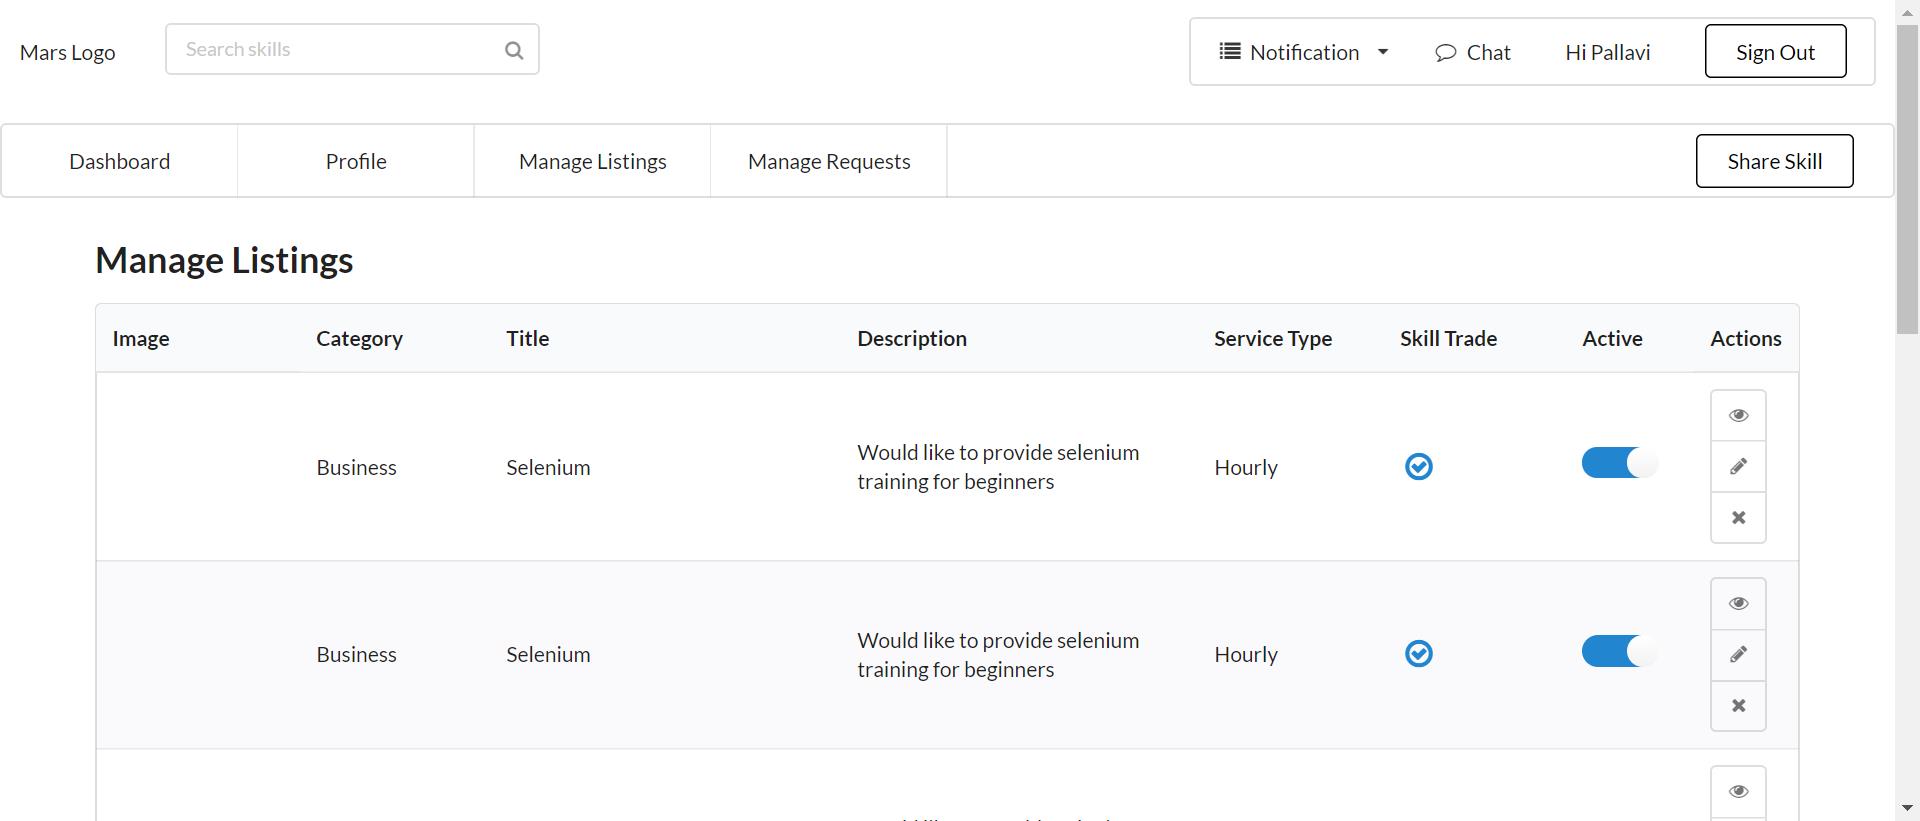 Mars Logo
Search skills
Notification
Chat
Hi Pallavi
Sign Out
Dashboard
Profile
Manage Listings
Manage Requests
Share Skill
Manage Listings
Image Category Title Description Service Type Skill Trade Active Actions
Business Selenium Would like to provide selenium
training for beginners
Hourly
Business Selenium Would like to provide selenium
training for beginners
Hourly